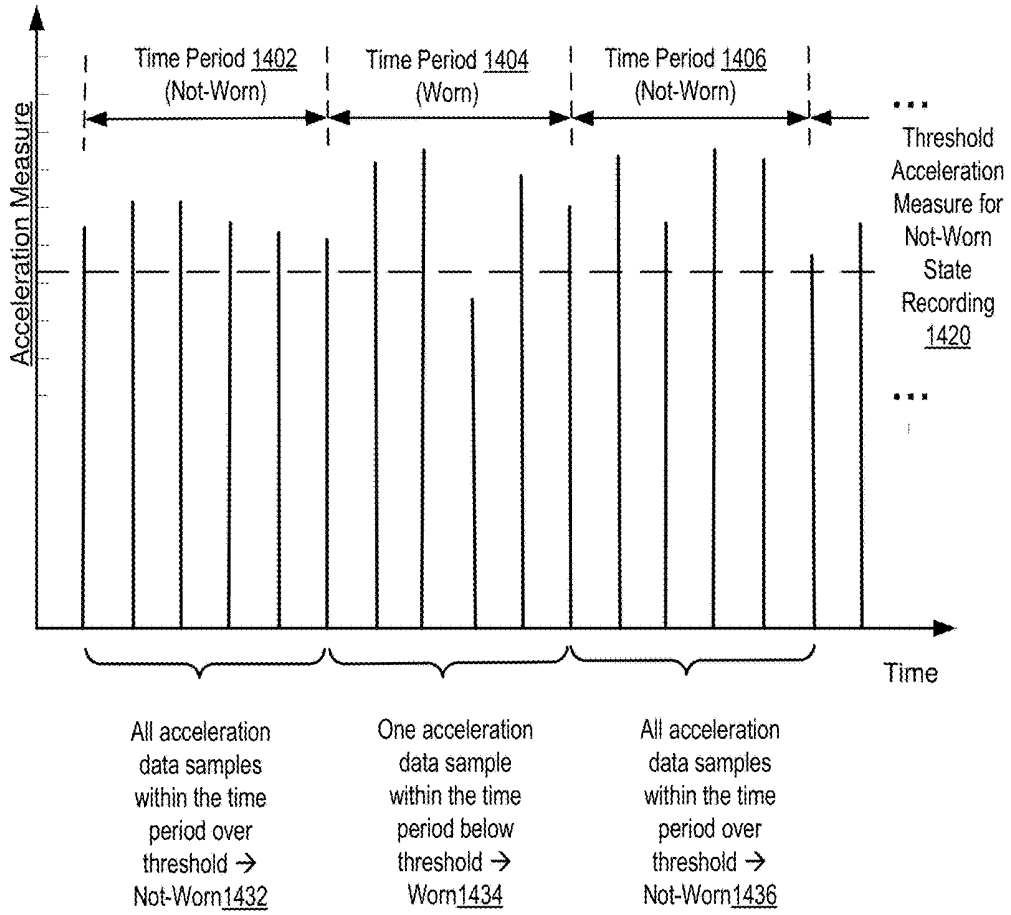 Time Period 1402
(Not-Worn)
Time Period 1404
(Worn)
Time Period 1406
(Not-Worn)
Acceleration Measure
...
Threshold
Acceleration
Measure for
Not-Worn
State
Recording
1420
...
Time
All acceleration
data samples
within the time
period over
threshold →
Not-Worn1432
One acceleration
data sample
within the time
period below
threshold →
Worn1434
All acceleration
data samples
within the time
period over
threshold →
Not-Worn1436